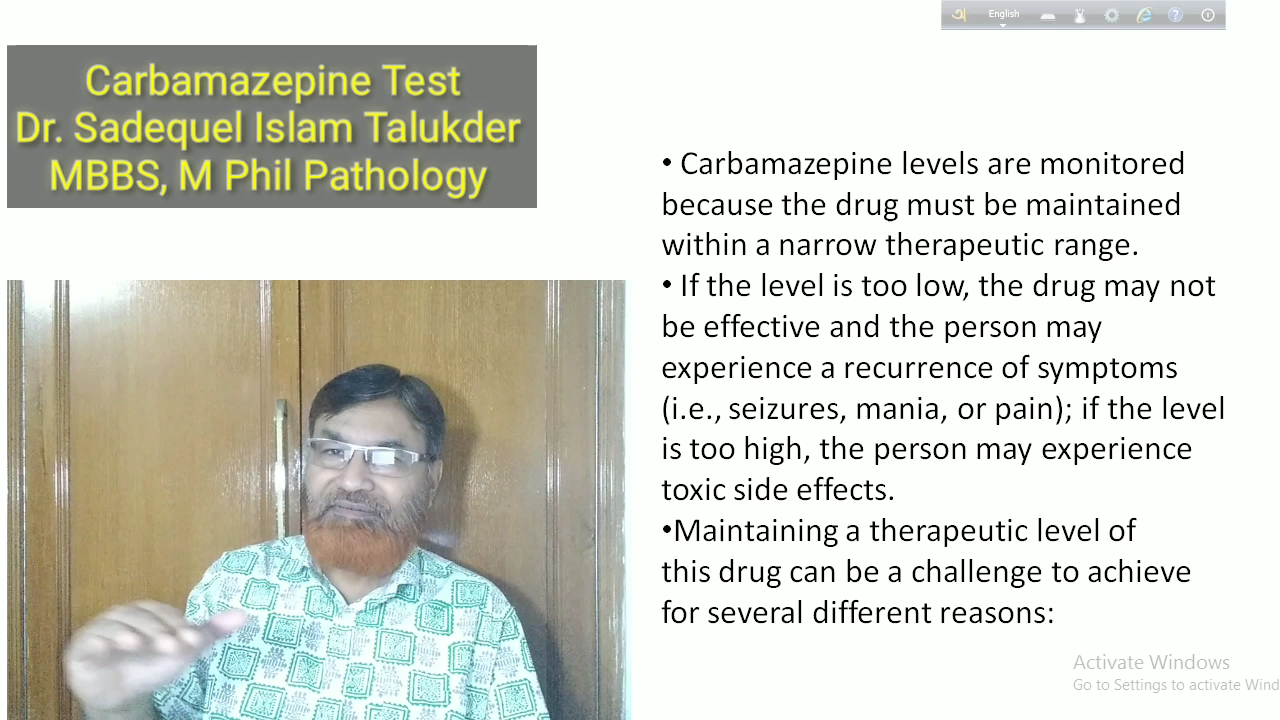 English
Carbamazepine Test
Dr. Sadequel Islam Talukder
MBBS, M Phil Pathology
• Carbamazepine levels are monitored
because the drug must be maintained
within a narrow therapeutic range.
• If the level is too low, the drug may not
be effective and the person may
experience a recurrence of symptoms
(i.e., seizures, mania, or pain); if the level
is too high, the person may experience
toxic side effects.
•Maintaining a therapeutic level of
this drug can be a challenge to achieve
for several different reasons:
Activate Windows
Go to Settings to activate Wind